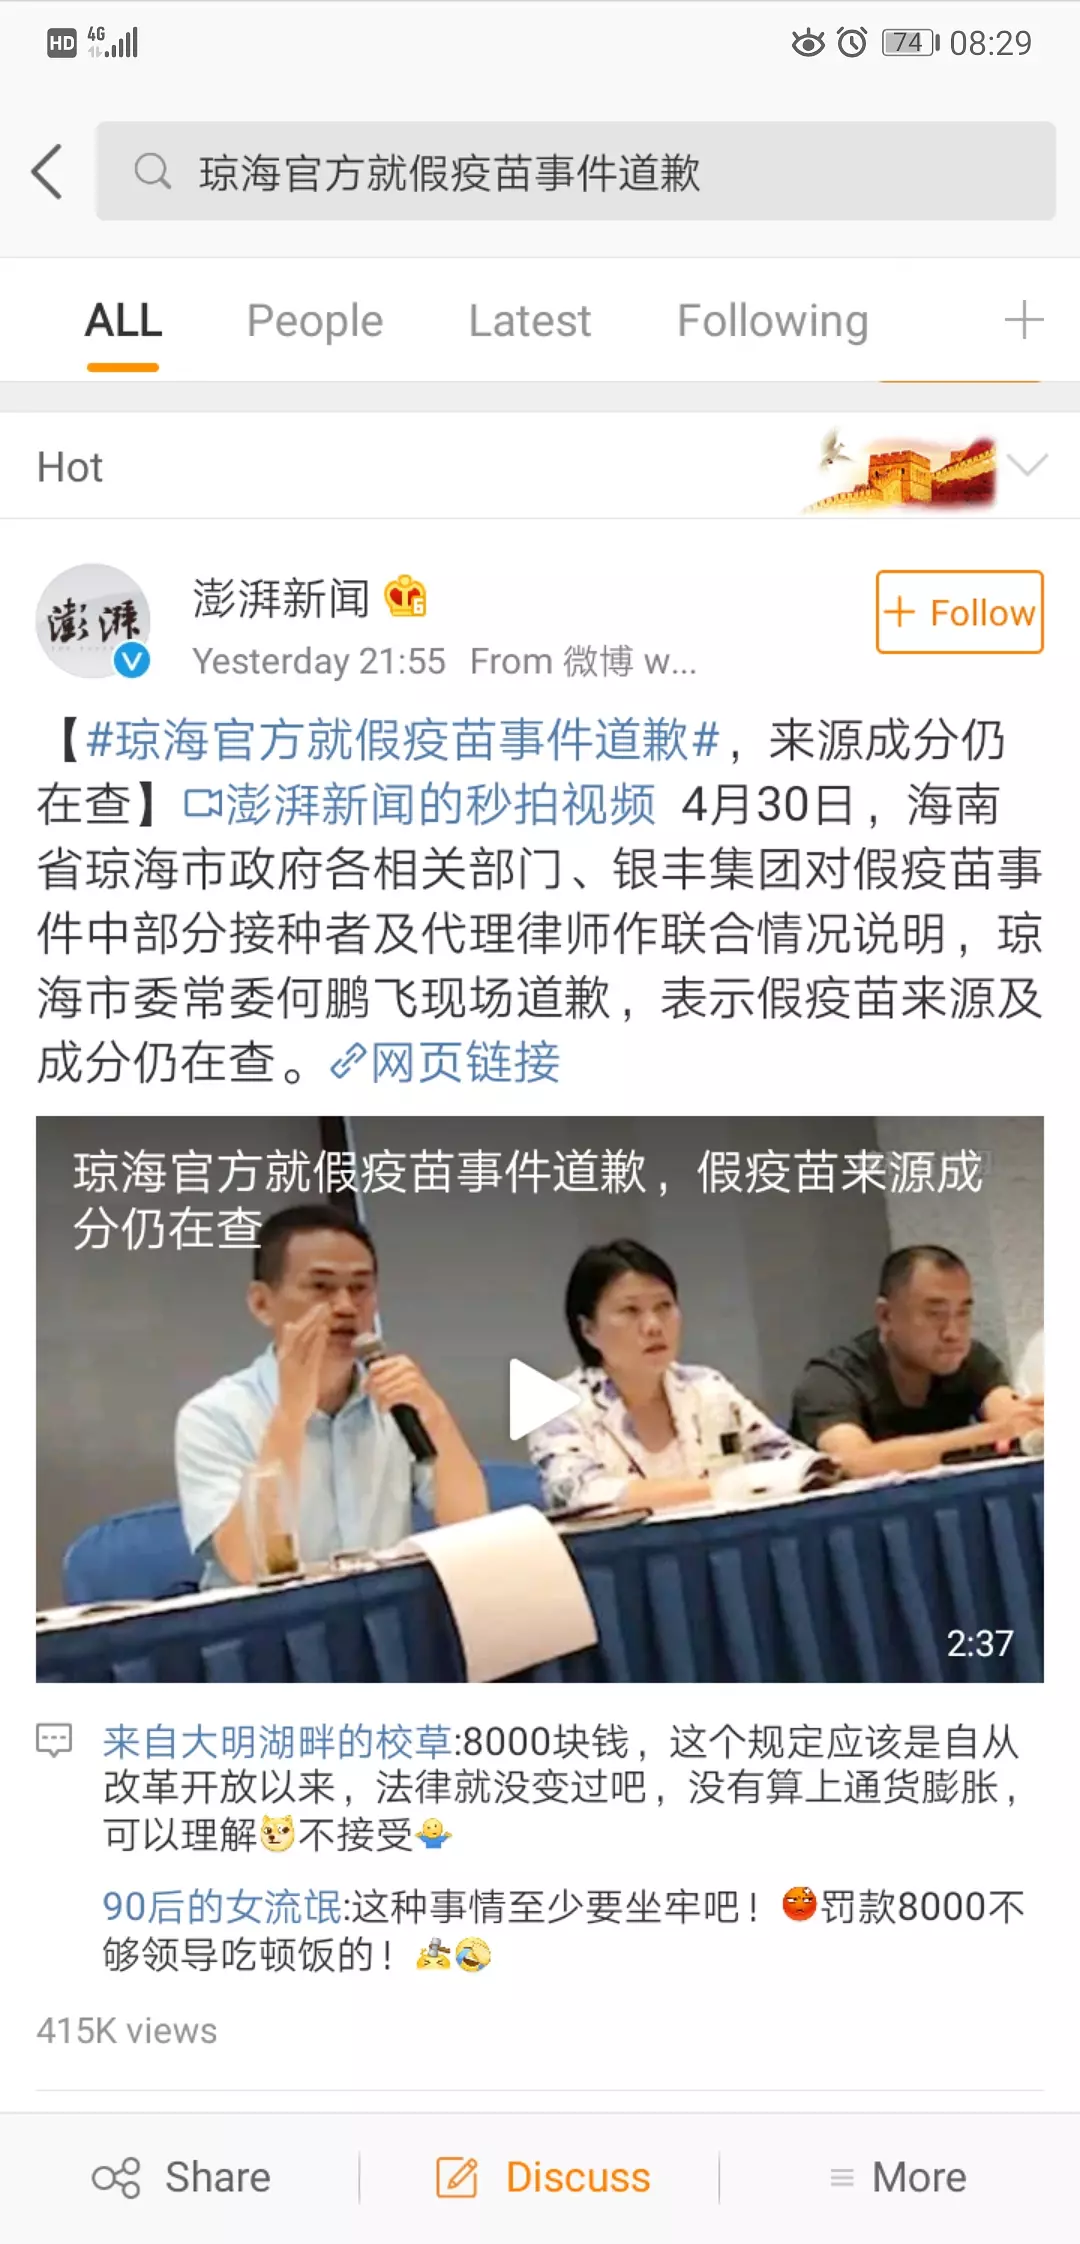 HD 4G 74 08:29
琼海官方就假疫苗事件道歉
ALL People Latest Following
Hot
澎湃
澎湃新闻 6
Yesterday 21:55 From 微博 w...
+ Follow
【#琼海官方就假疫苗事件道歉#，来源成分仍
在查】澎湃新闻的秒拍视频 4月30日，海南
省琼海市政府各相关部门、银丰集团对假疫苗事
件中部分接种者及代理律师作联合情况说明，琼
海市委常委何鹏飞现场道歉，表示假疫苗来源及
成分仍在查。网页链接
琼海官方就假疫苗事件道歉，假疫苗来源成
分仍在查
2:37
来自大明湖畔的校草:8000块钱，这个规定应该是自从
改革开放以来，法律就没变过吧，没有算上通货膨胀，
可以理解不接受
90后的女流氓:这种事情至少要坐牢吧！罚款8000不
够领导吃顿饭的！
415K views
Share Discuss More